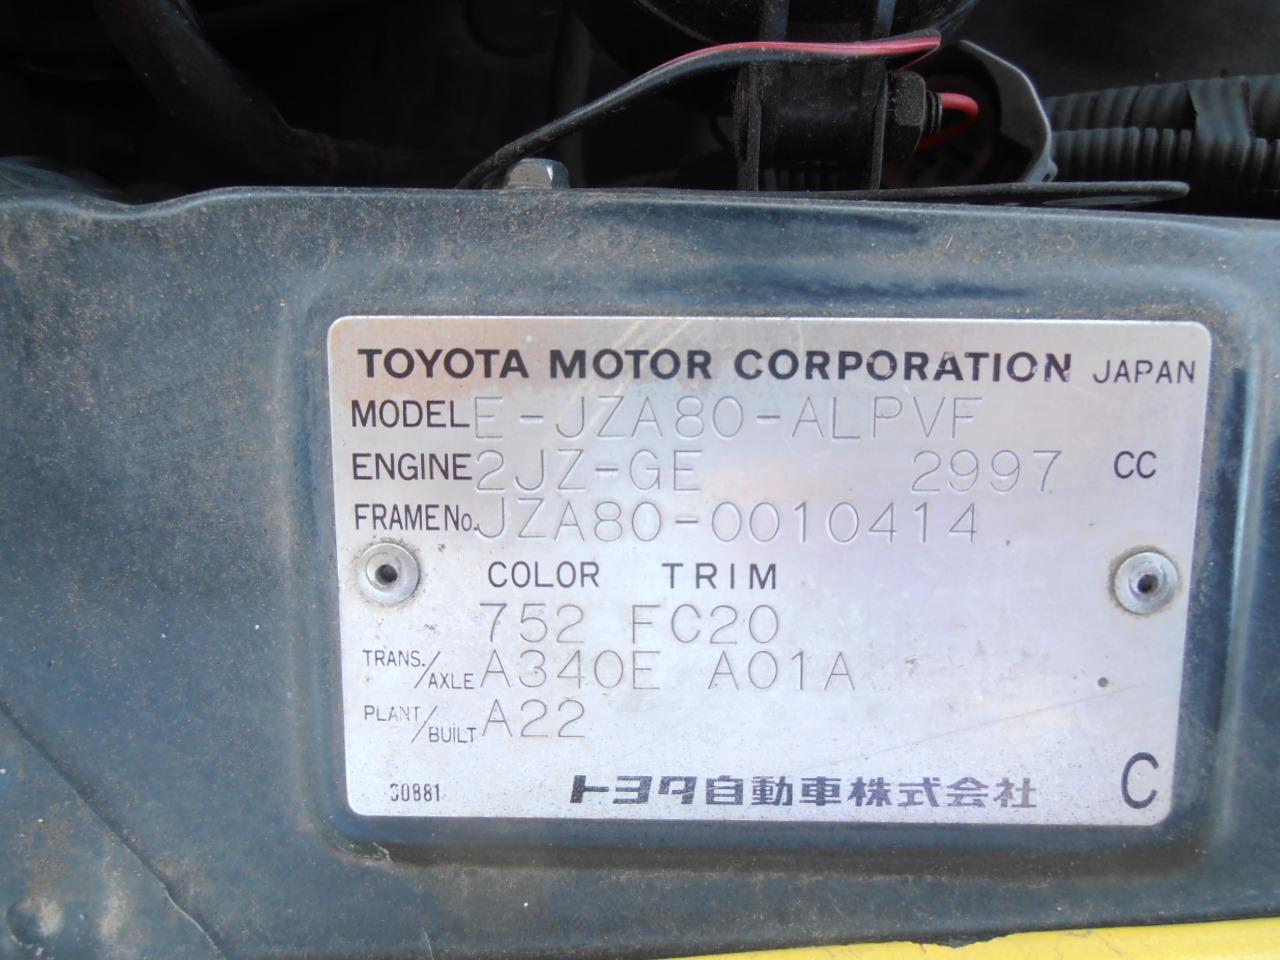 TOYOTA MOTOR CORPORATION JAPAN
MODEL E-JZA80-ALPVF
ENGINE 2JZ-GE 2997 CC
FRAME No. JZA80-0010414
COLOR TRIM
752 FC20
TRANS./AXLE A340E A01A
PLANT/BUILT A22
30881 トヨタ自動車株式会社 C